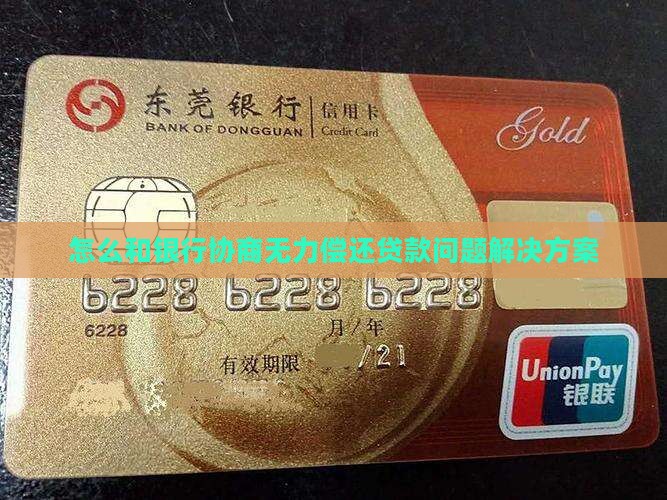 东莞银行 信用卡
BANK OF DONGGUAN Credit Card
Gold
怎么和银行协商无力偿还贷款问题解决方案
6228 6228 6228
6228
月/年
有效期限 /21
UnionPay
银联